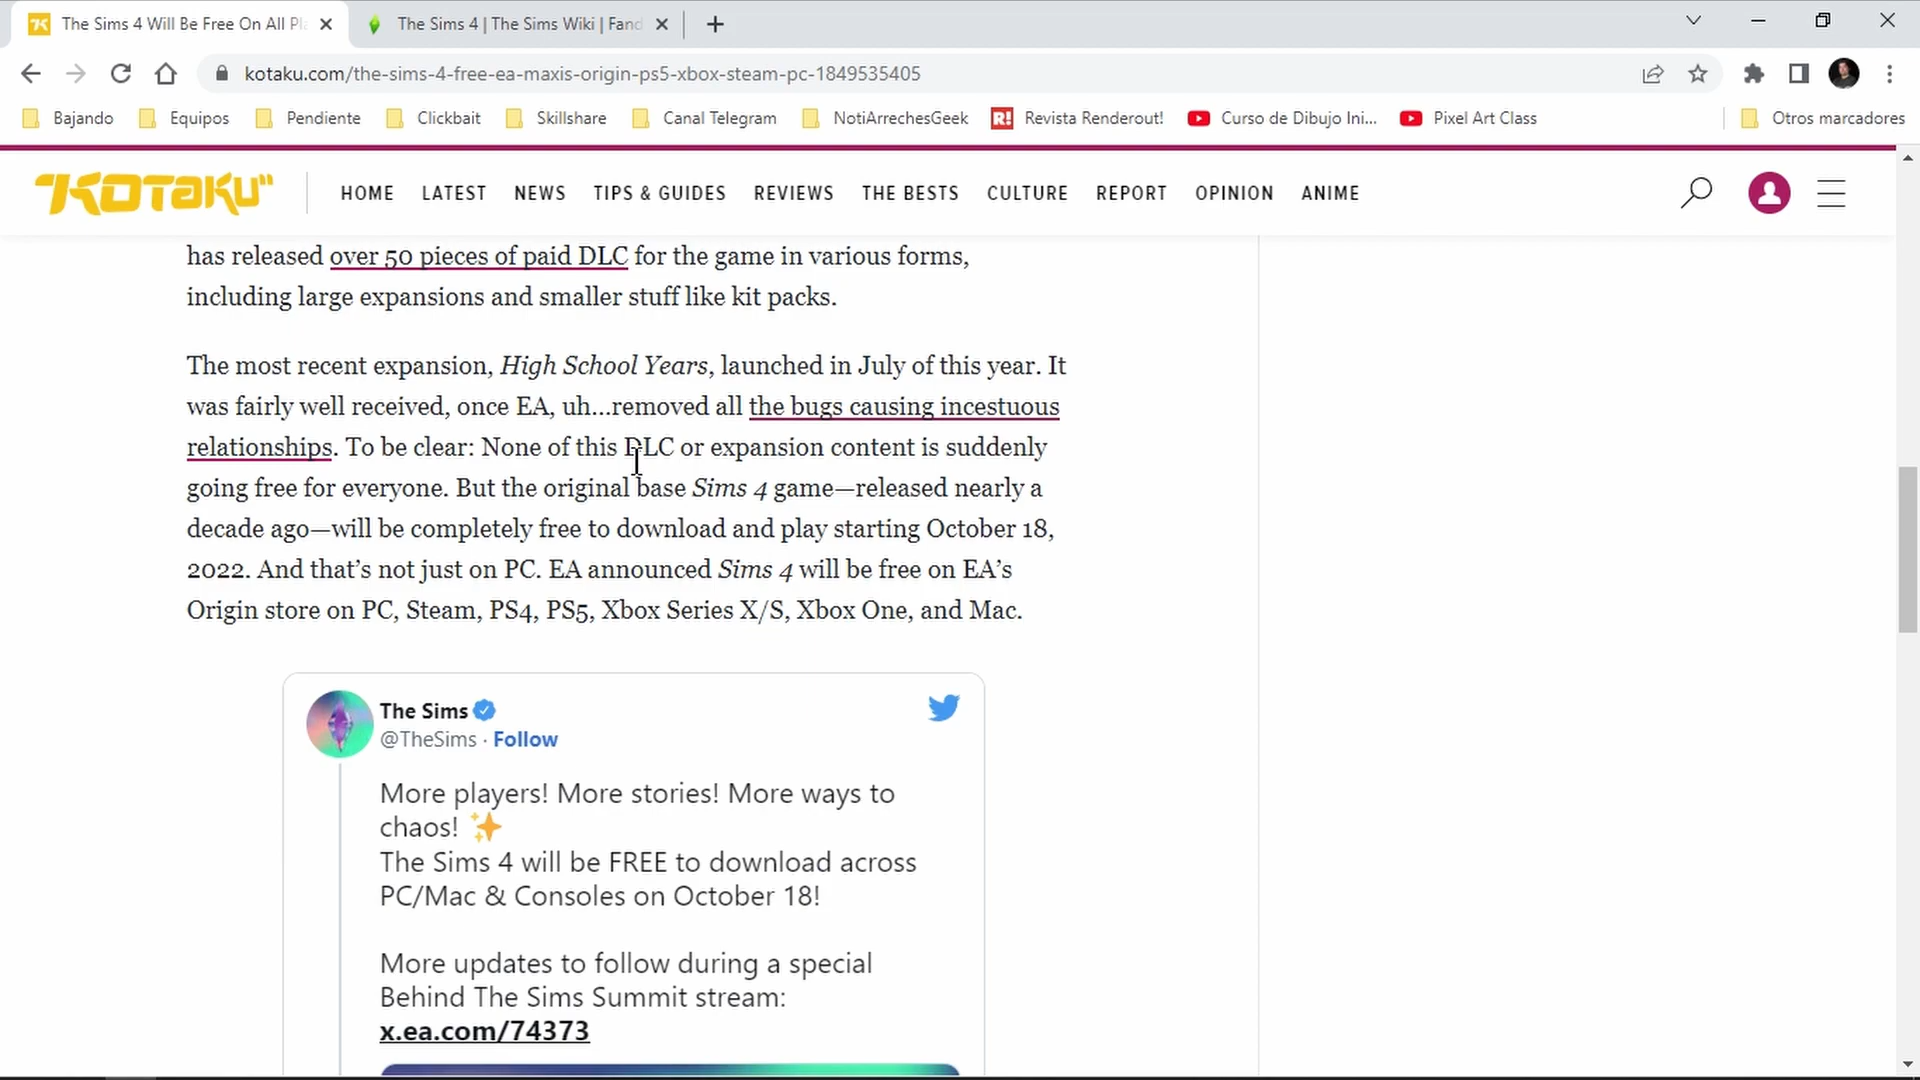 The Sims 4 Will Be Free On All Pla
The Sims 4 | The Sims Wiki | Fand
kotaku.com/the-sims-4-free-ea-maxis-origin-ps5-xbox-steam-pc-1849535405
Bajando Equipos Pendiente Clickbait Skillshare Canal Telegram NotiArrechesGeek R! Revista Renderout! Curso de Dibujo Ini... Pixel Art Class Otros marcadores
"KOTAKU" HOME LATEST NEWS TIPS & GUIDES REVIEWS THE BESTS CULTURE REPORT OPINION ANIME
has released over 50 pieces of paid DLC for the game in various forms,
including large expansions and smaller stuff like kit packs.
The most recent expansion, High School Years, launched in July of this year. It
was fairly well received, once EA, uh...removed all the bugs causing incestuous
relationships. To be clear: None of this DLC or expansion content is suddenly
going free for everyone. But the original base Sims 4 game—released nearly a
decade ago—will be completely free to download and play starting October 18,
2022. And that’s not just on PC. EA announced Sims 4 will be free on EA’s
Origin store on PC, Steam, PS4, PS5, Xbox Series X/S, Xbox One, and Mac.
The Sims
@TheSims · Follow
More players! More stories! More ways to
chaos! ✨
The Sims 4 will be FREE to download across
PC/Mac & Consoles on October 18!
More updates to follow during a special
Behind The Sims Summit stream:
x.ea.com/74373